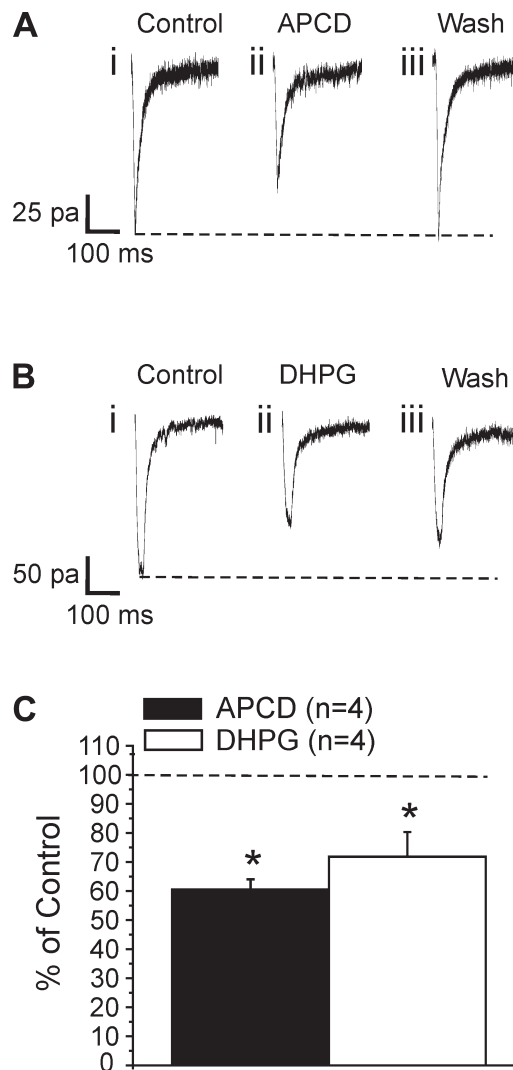 A Control APCD Wash
i ii iii
25 pa
100 ms
B Control DHPG Wash
i ii iii
50 pa
100 ms
C APCD (n=4)
DHPG (n=4)
110
100
90
80
70
60
50
40
30
20
10
0
% of Control
* *